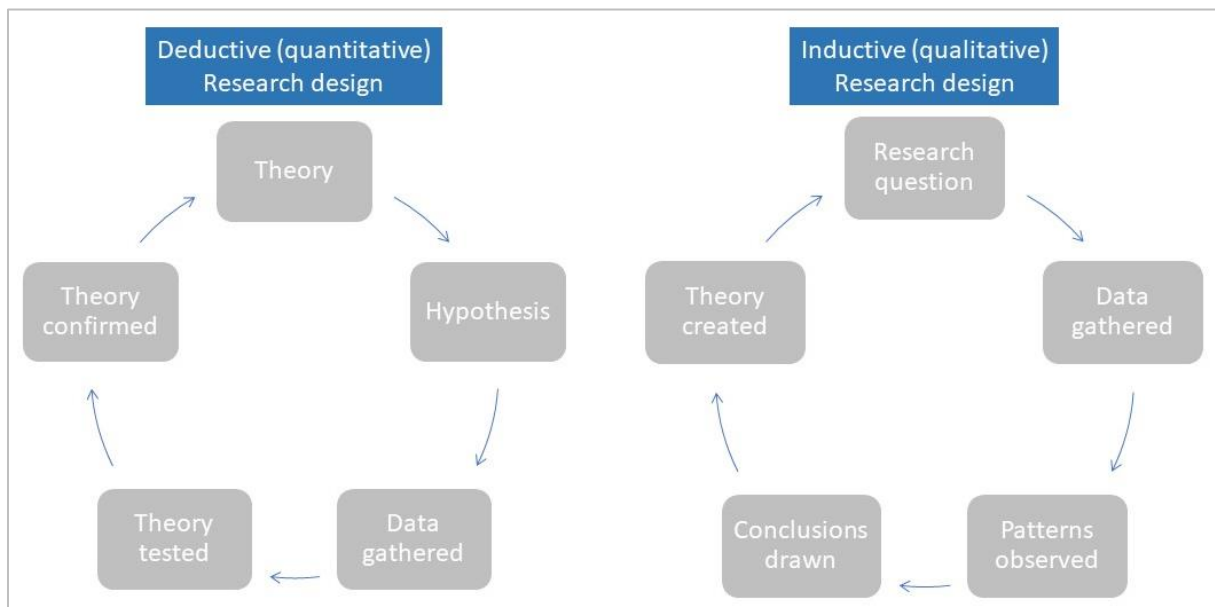 Deductive (quantitative)
Research design
Theory
Hypothesis
Data
gathered
Theory
tested
Theory
confirmed
Inductive (qualitative)
Research design
Research
question
Data
gathered
Patterns
observed
Conclusions
drawn
Theory
created